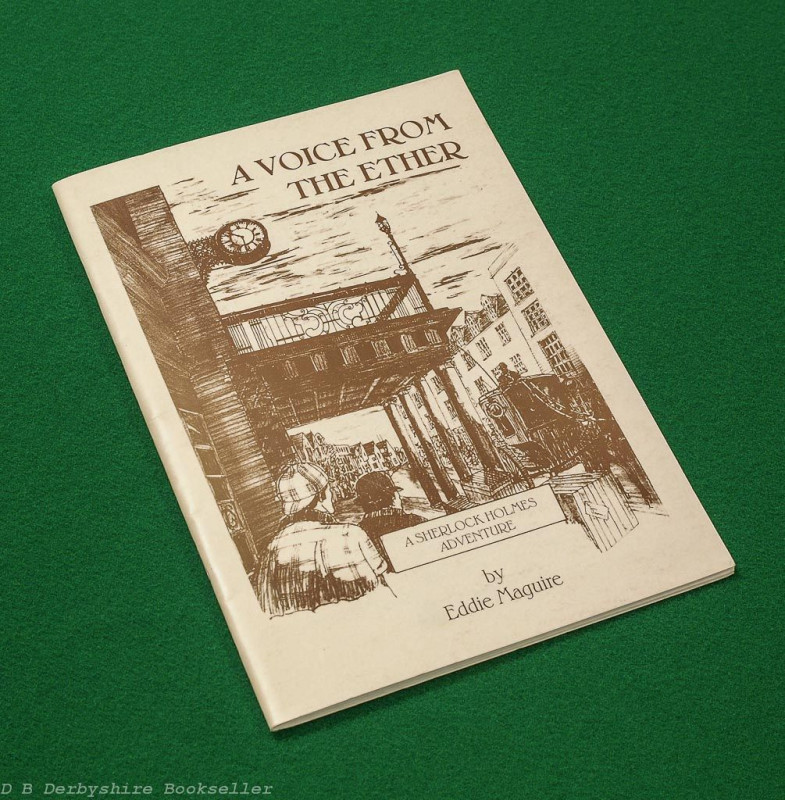 A VOICE FROM
THE ETHER
A SHERLOCK HOLMES
ADVENTURE
by
Eddie Maguire
D B Derbyshire Bookseller